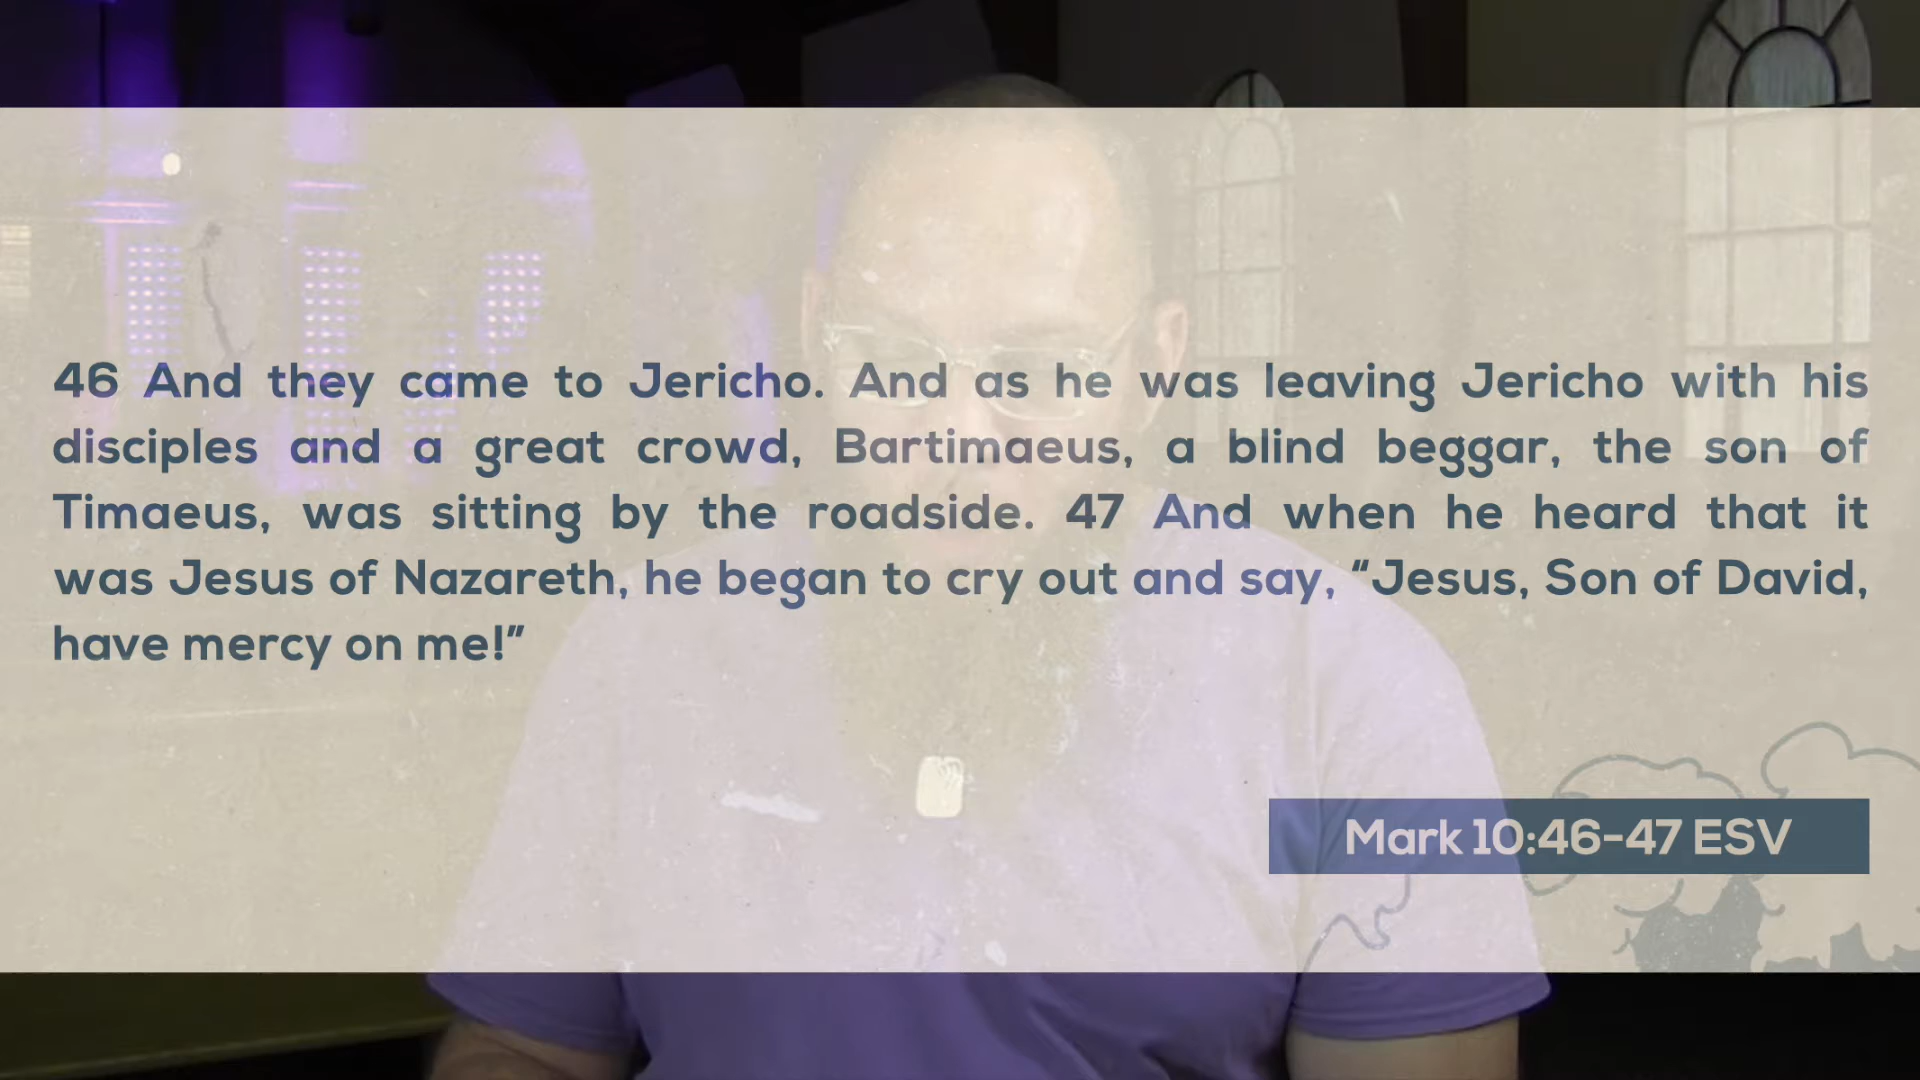 46 And they came to Jericho. And as he was leaving Jericho with his
disciples and a great crowd, Bartimaeus, a blind beggar, the son of
Timaeus, was sitting by the roadside. 47 And when he heard that it
was Jesus of Nazareth, he began to cry out and say, “Jesus, Son of David,
have mercy on me!”
Mark 10:46-47 ESV